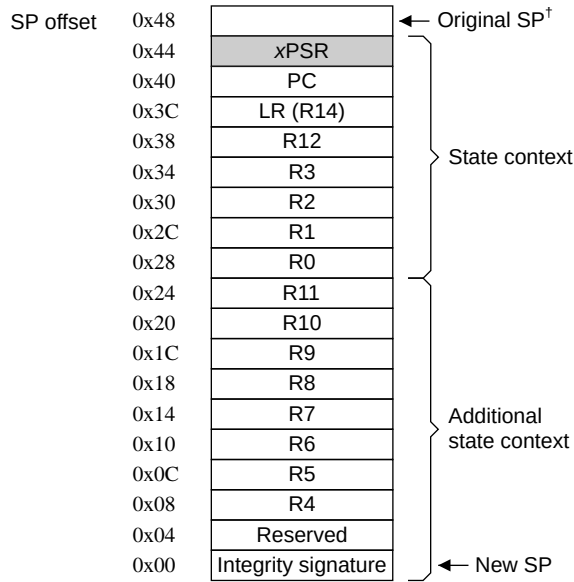 SP offset 0x48 Original SP†
0x44 xPSR
0x40 PC
0x3C LR (R14)
0x38 R12
State context
0x34 R3
0x30 R2
0x2C R1
0x28 R0
0x24 R11
0x20 R10
0x1C R9
0x18 R8
0x14 R7
Additional
state context
0x10 R6
0x0C R5
0x08 R4
0x04 Reserved
0x00 Integrity signature New SP